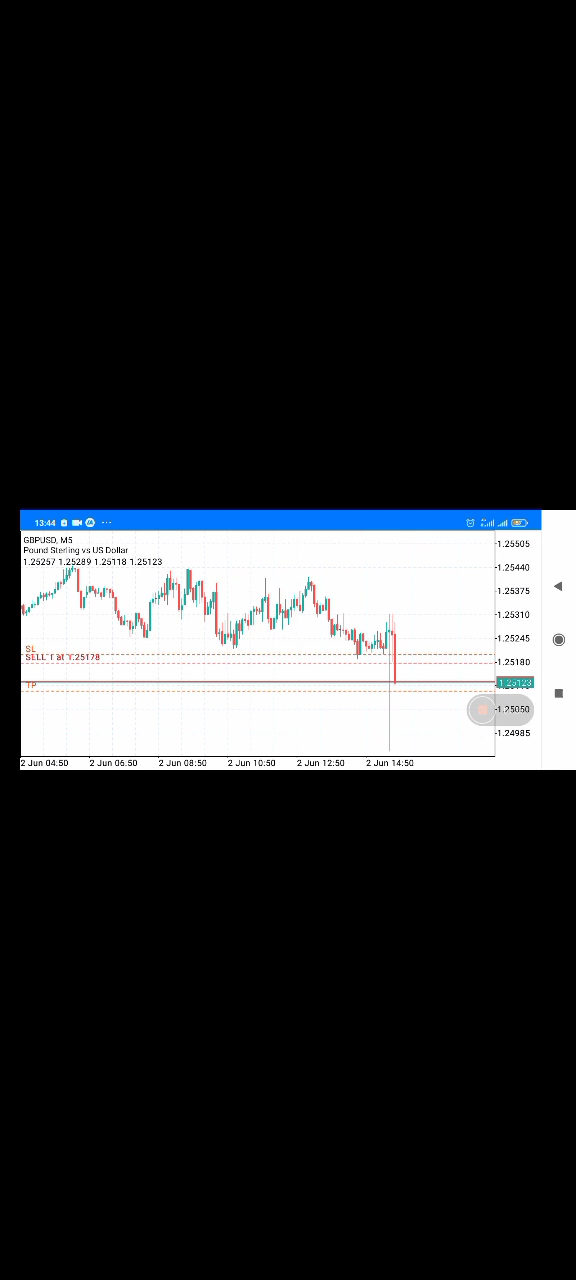 13:44
GBPUSD, M5
Pound Sterling vs US Dollar
1.25257 1.25289 1.25118 1.25123
1.25505
1.25440
1.25375
1.25310
1.25245
SL
SELL 1 at 1.25178
1.25180
TP
1.25123
1.25050
1.24985
2 Jun 04:50 2 Jun 06:50 2 Jun 08:50 2 Jun 10:50 2 Jun 12:50 2 Jun 14:50